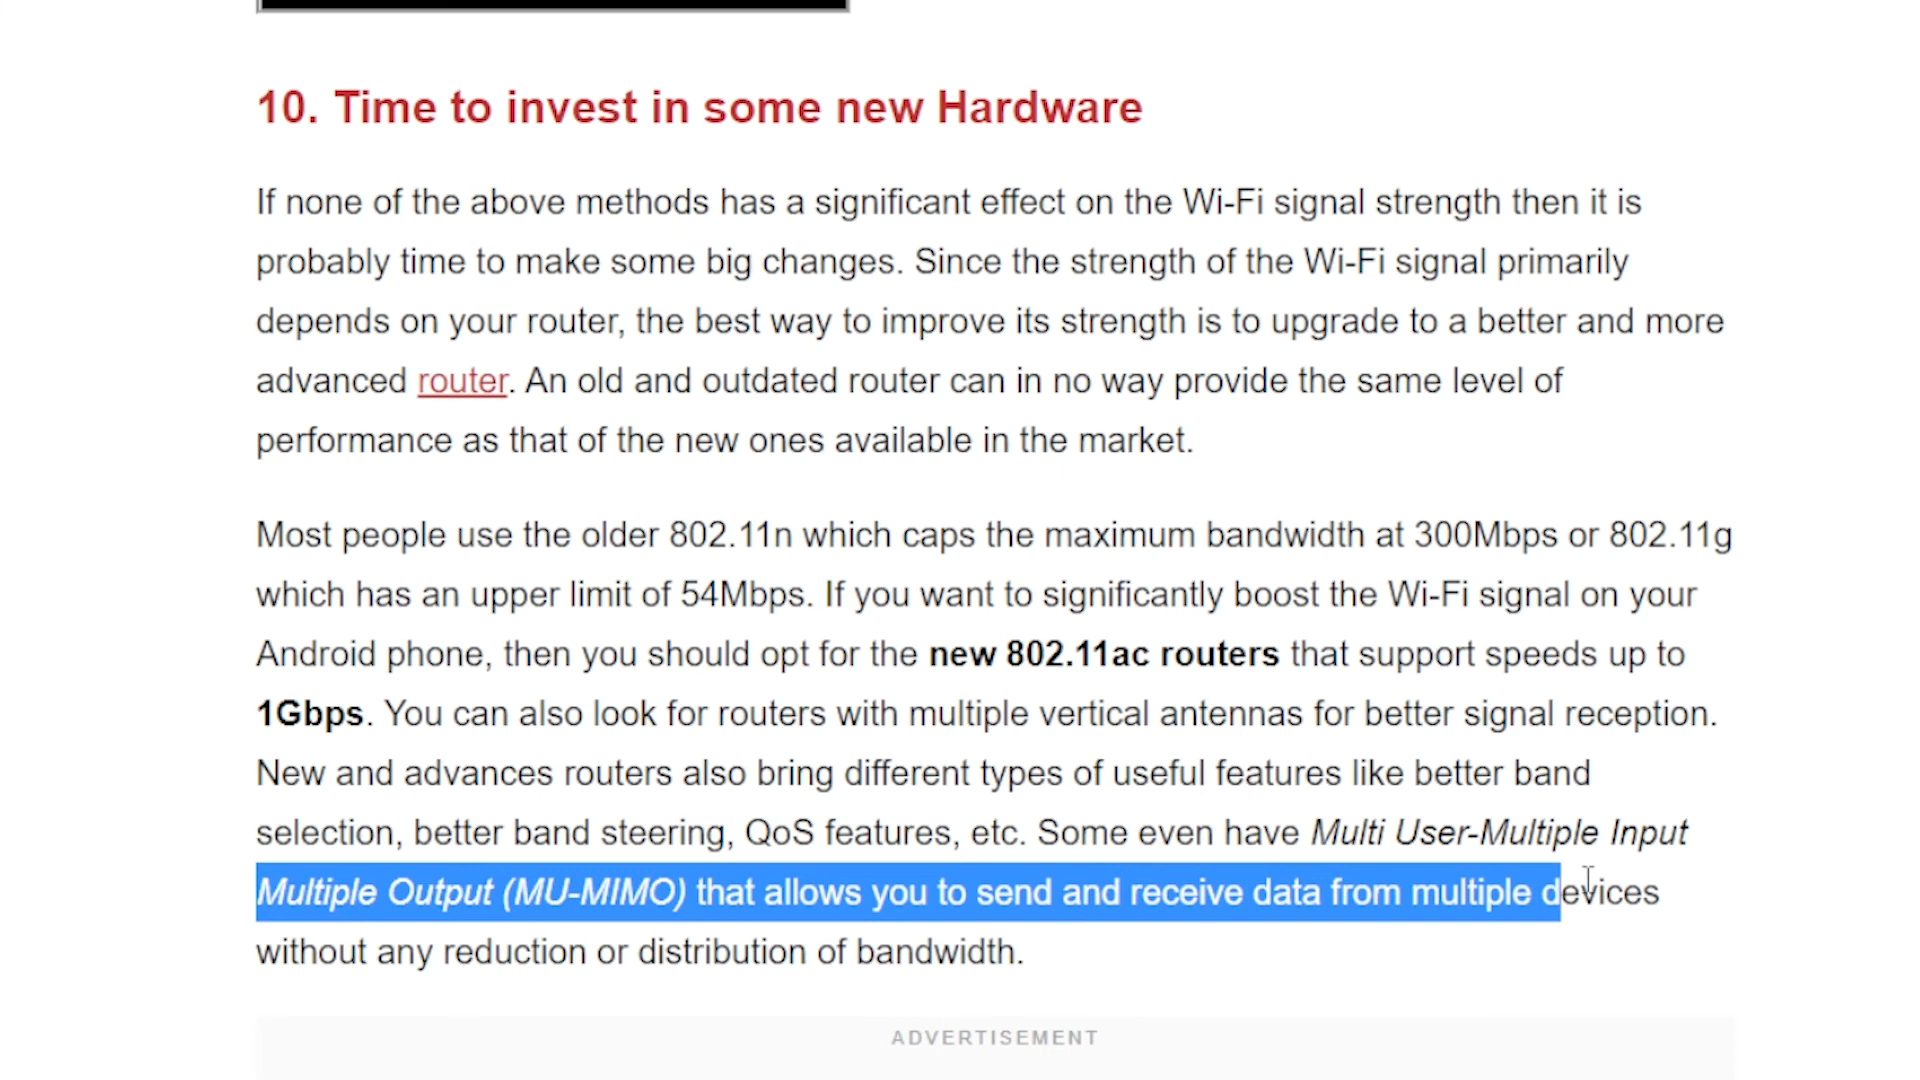 10. Time to invest in some new Hardware
If none of the above methods has a significant effect on the Wi-Fi signal strength then it is
probably time to make some big changes. Since the strength of the Wi-Fi signal primarily
depends on your router, the best way to improve its strength is to upgrade to a better and more
advanced router. An old and outdated router can in no way provide the same level of
performance as that of the new ones available in the market.
Most people use the older 802.11n which caps the maximum bandwidth at 300Mbps or 802.11g
which has an upper limit of 54Mbps. If you want to significantly boost the Wi-Fi signal on your
Android phone, then you should opt for the new 802.11ac routers that support speeds up to
1Gbps. You can also look for routers with multiple vertical antennas for better signal reception.
New and advances routers also bring different types of useful features like better band
selection, better band steering, QoS features, etc. Some even have Multi User-Multiple Input
Multiple Output (MU-MIMO) that allows you to send and receive data from multiple devices
without any reduction or distribution of bandwidth.
ADVERTISEMENT